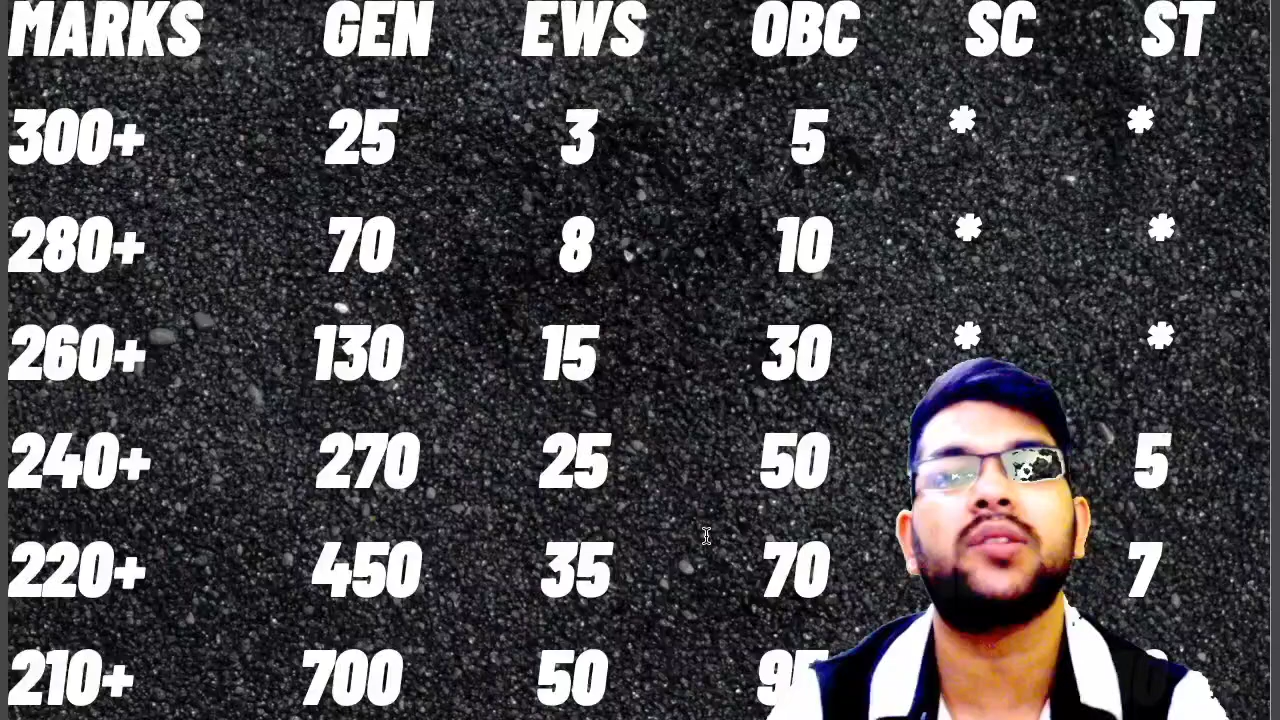 MARKS GEN EWS OBC SC ST
300+ 25 3 5 * *
280+ 70 8 10 * *
260+ 130 15 30 * *
240+ 270 25 50 5
220+ 450 35 70 7
210+ 700 50